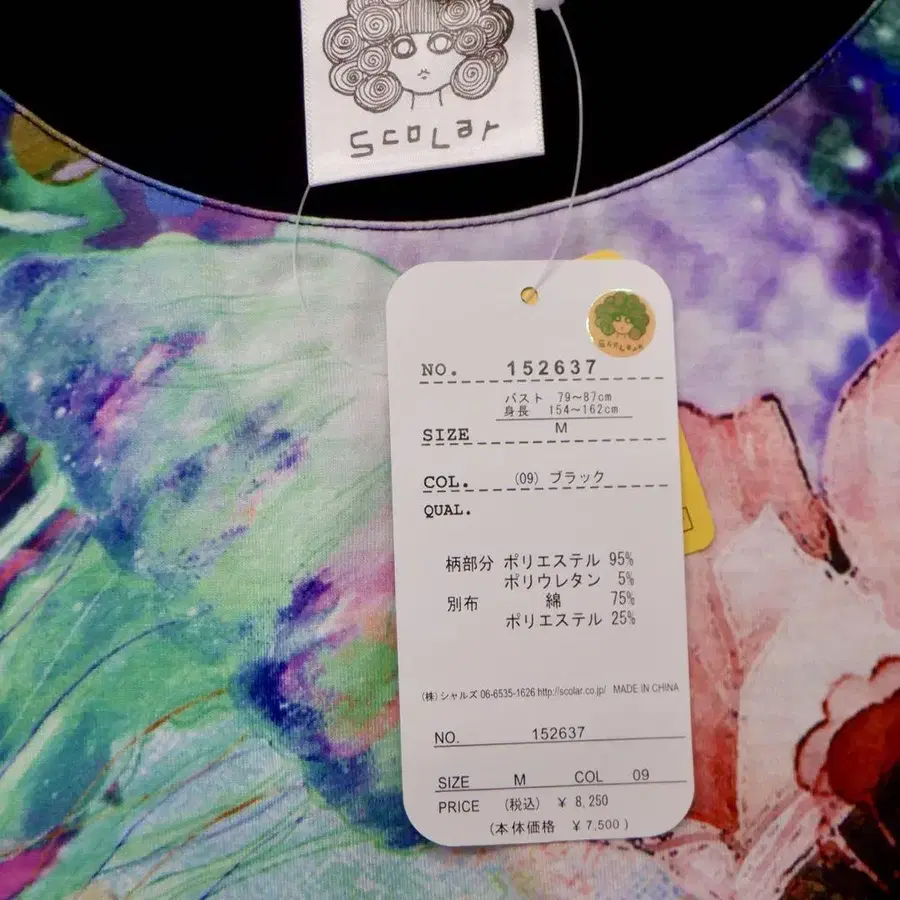 ScoLar
NO. 152637
バスト 79〜87cm
身長 154〜162cm
SIZE M
COL. (09) ブラック
QUAL.
柄部分 ポリエステル 95%
ポリウレタン 5%
別布 綿 75%
ポリエステル 25%
(株)シャルズ 06-6535-1626 http://scolar.co.jp/ MADE IN CHINA
NO. 152637
SIZE M COL 09
PRICE (税込) ¥ 8,250
(本体価格 ¥7,500)